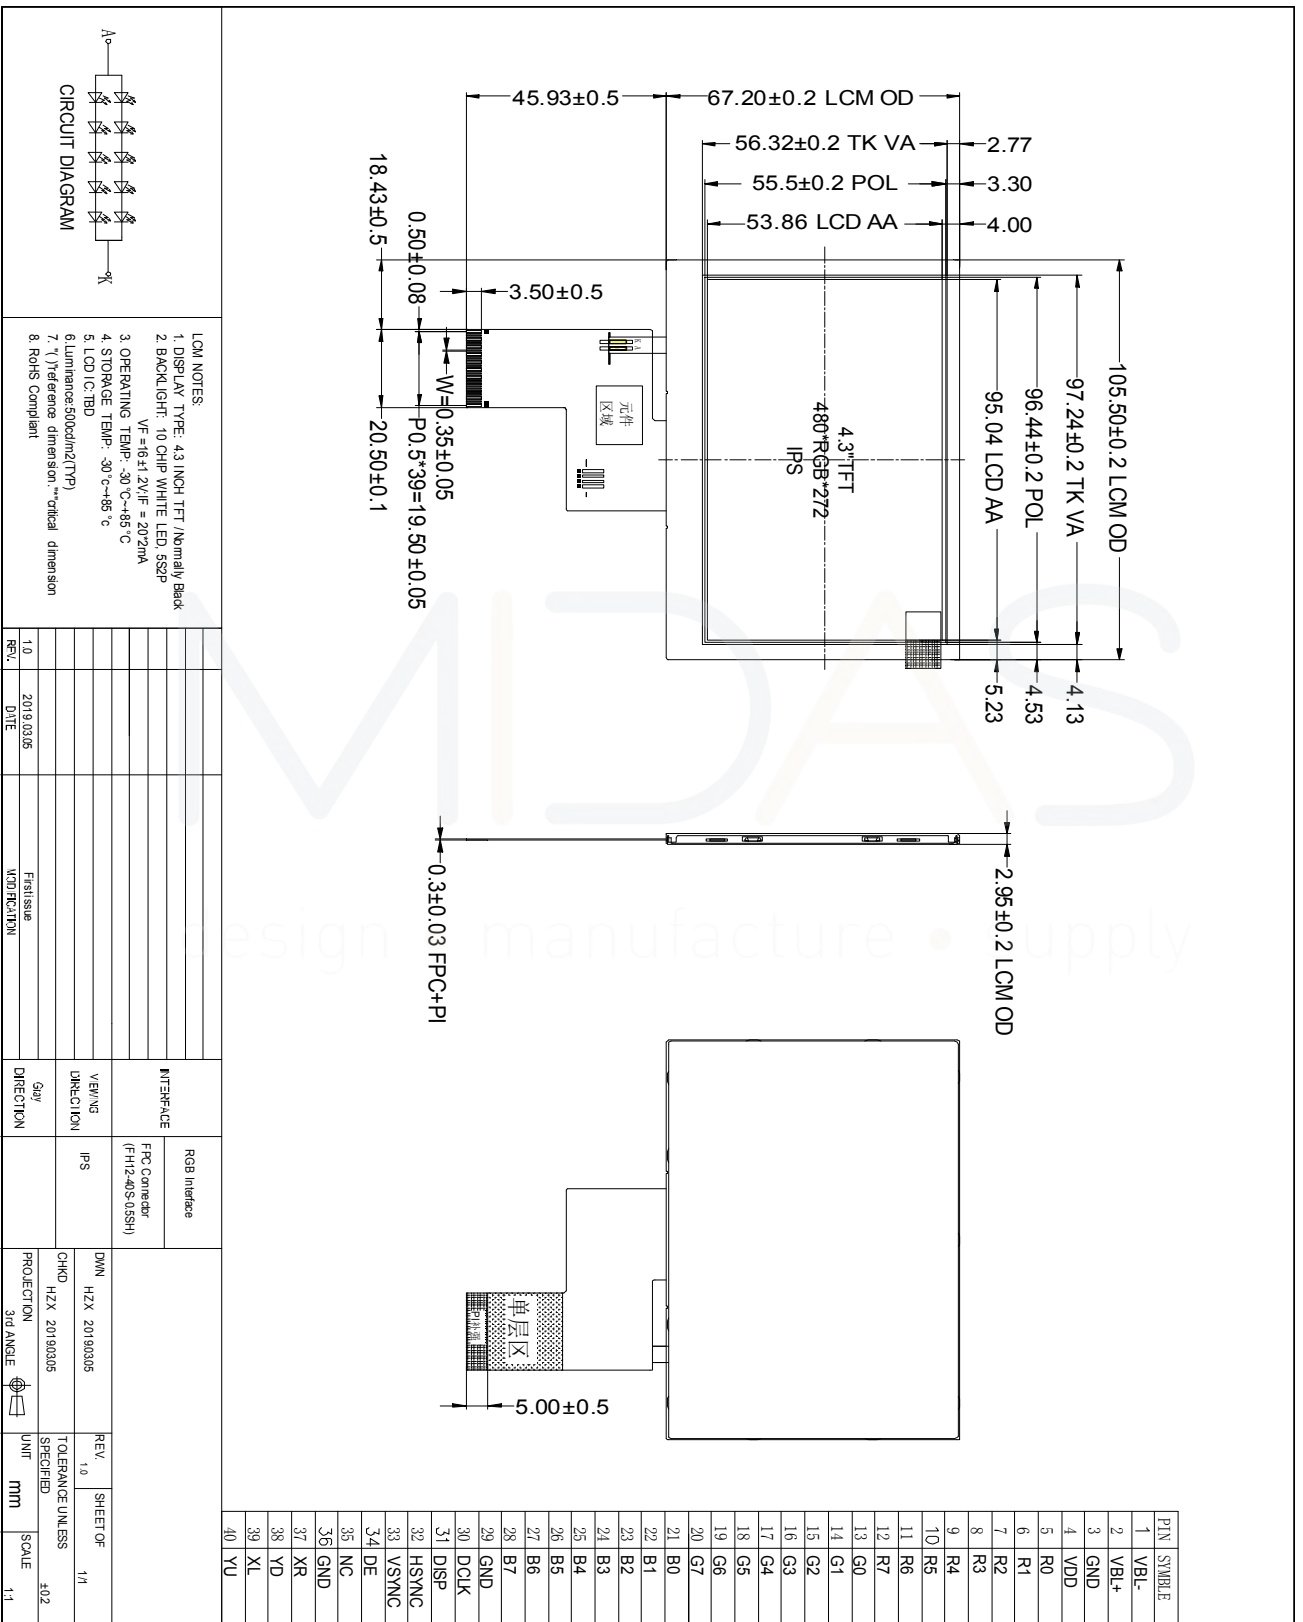 105.50±0.2 LCM OD
97.24±0.2 TK VA
96.44±0.2 POL
95.04 LCD AA
4.13
4.53
5.23
67.20±0.2 LCM OD
56.32±0.2 TK VA
55.5±0.2 POL
53.86 LCD AA
2.77
3.30
4.00
45.93±0.5
4.3"TFT
480*RGB*272
IPS
K A
元件
区域
3.50±0.5
W=0.35±0.05
0.50±0.08
P0.5*39=19.50±0.05
18.43±0.5
20.50±0.1
2.95±0.2 LCM OD
0.3±0.03 FPC+PI
单层区
PI补强
5.00±0.5
PIN SYMBLE
1 VBL-
2 VBL+
3 GND
4 VDD
5 R0
6 R1
7 R2
8 R3
9 R4
10 R5
11 R6
12 R7
13 G0
14 G1
15 G2
16 G3
17 G4
18 G5
19 G6
20 G7
21 B0
22 B1
23 B2
24 B3
25 B4
26 B5
27 B6
28 B7
29 GND
30 DCLK
31 DISP
32 HSYNC
33 VSYNC
34 DE
35 NC
36 GND
37 XR
38 YD
39 XL
40 YU
MIDAS
design • manufacture • supply
A
K
CIRCUIT DIAGRAM
LCM NOTES:
1. DISPLAY TYPE: 4.3 INCH TFT /Normally Black
2. BACKLIGHT: 10 CHIP WHITE LED, 5S2P
VF =16±1.2V;IF = 20*2mA
3. OPERATING TEMP: -30°c~+85°c
4. STORAGE TEMP: -30°c~+85°c
5. LCD IC:TBD
6.Luminance:500cd/m2(TYP)
7. "( )"reference dimension,"*"critical dimension
8. RoHS Compliant
1.0 2019.03.05 First issue
REV. DATE MODIFICATION
INTERFACE
RGB Interface
FPC Connector
(FH12-40S-0.5SH)
VIEWING
DIRECTION
IPS
Gray
DIRECTION
DWN HZX 20190305
CHKD
HZX 20190305
PROJECTION
3rd ANGLE
REV.
1.0
SHEET OF
1/1
TOLERANCE UNLESS
SPECIFIED
±0.2
UNIT
mm
SCALE
1:1